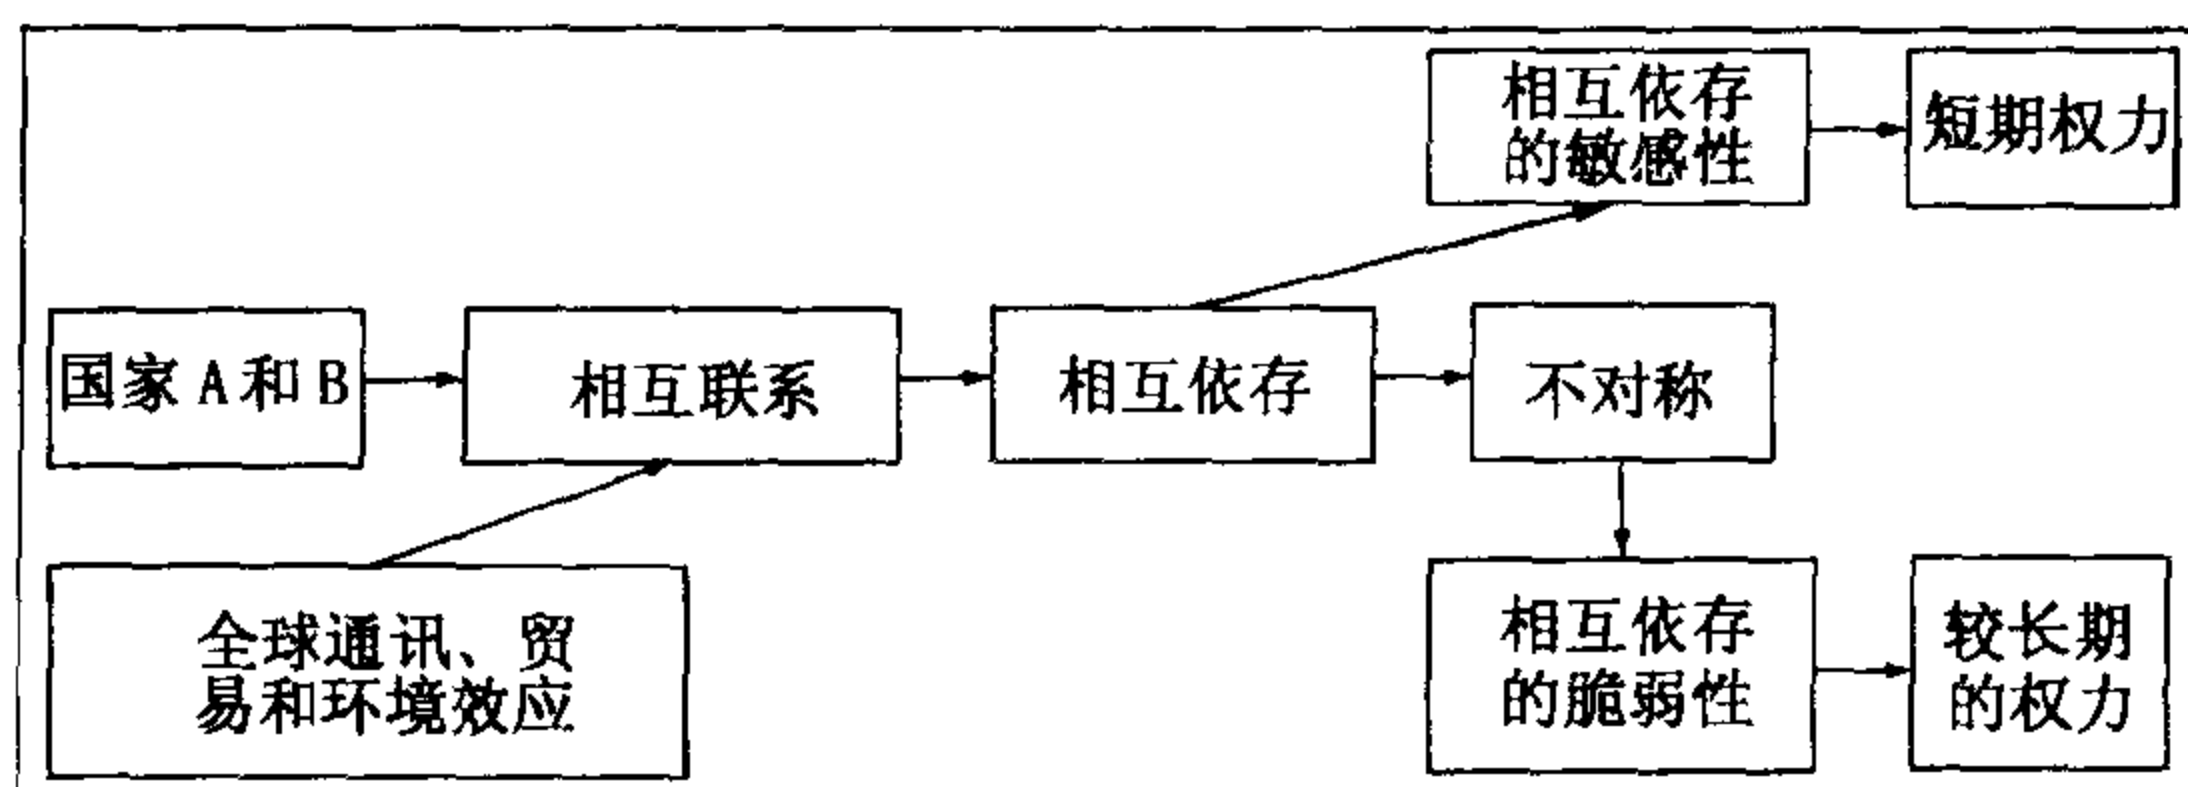 相互依存
的敏感性
短期权力
国家 A 和 B
相互联系
相互依存
不对称
全球通讯、贸
易和环境效应
相互依存
的脆弱性
较长期
的权力